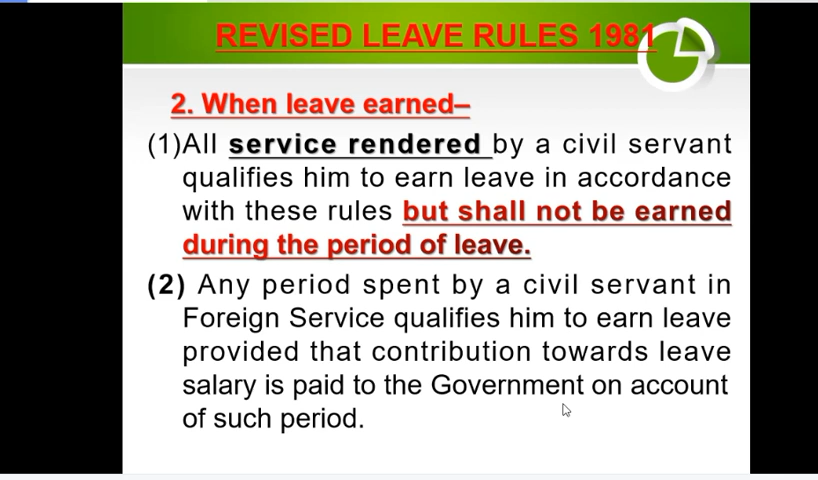 REVISED LEAVE RULES 1981
2. When leave earned–
(1)All service rendered by a civil servant
qualifies him to earn leave in accordance
with these rules but shall not be earned
during the period of leave.
(2) Any period spent by a civil servant in
Foreign Service qualifies him to earn leave
provided that contribution towards leave
salary is paid to the Government on account
of such period.